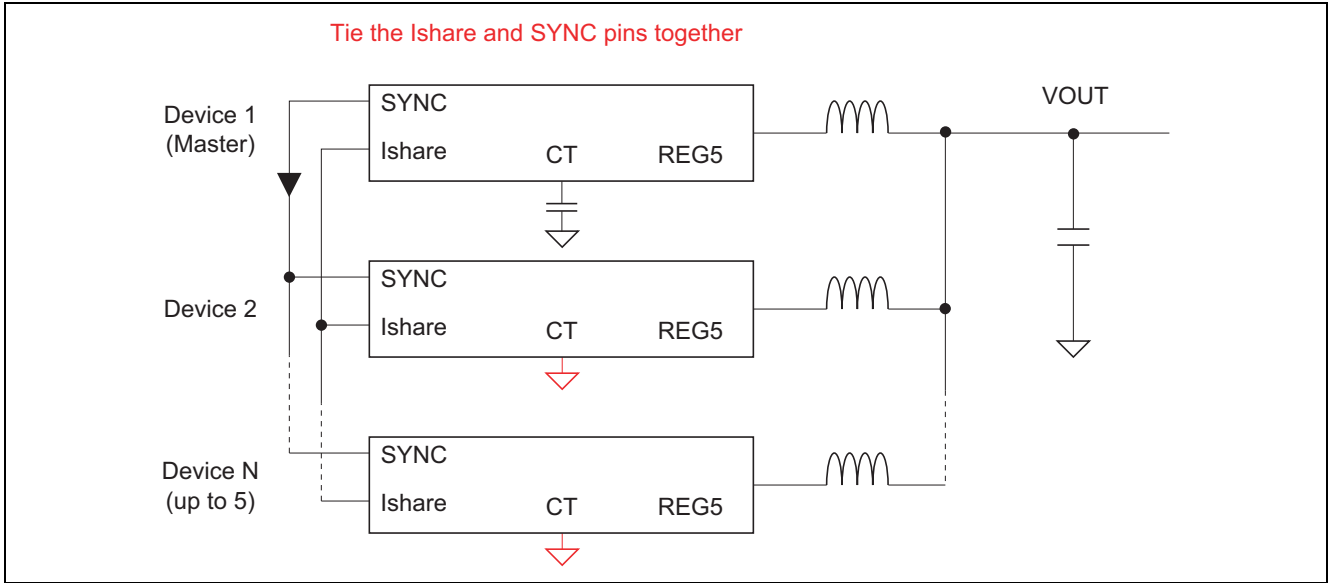 Tie the Ishare and SYNC pins together
Device 1
(Master)
SYNC
Ishare
CT
REG5
VOUT
Device 2
SYNC
Ishare
CT
REG5
Device N
(up to 5)
SYNC
Ishare
CT
REG5